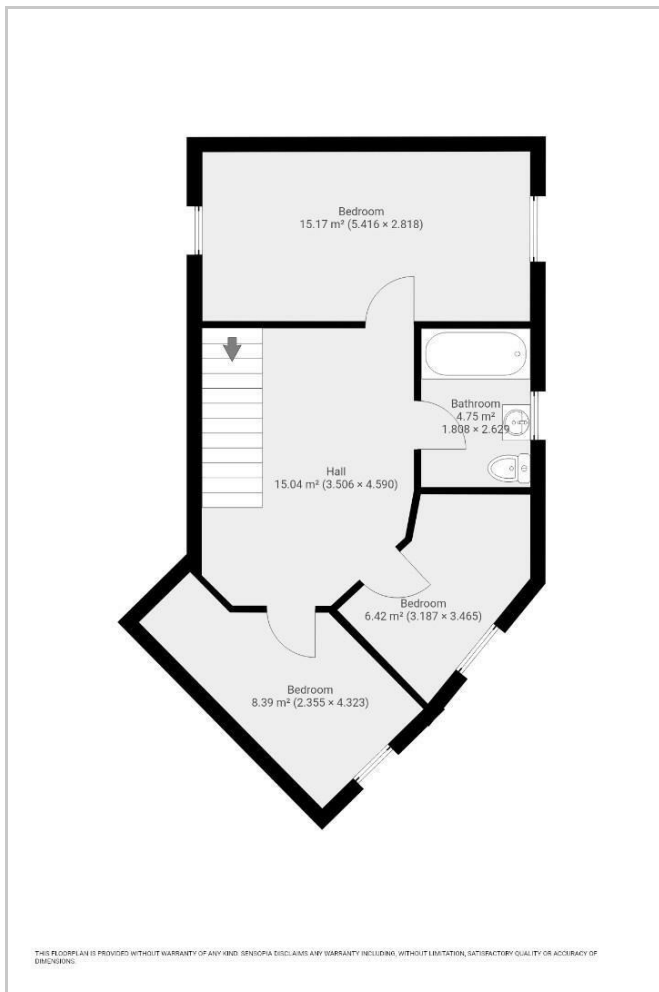 Bedroom
15.17 m² (5.416 × 2.818)
Bathroom
4.75 m²
1.808 × 2.629
Hall
15.04 m² (3.506 × 4.590)
Bedroom
6.42 m² (3.187 × 3.465)
Bedroom
8.39 m² (2.355 × 4.323)
THIS FLOORPLAN IS PROVIDED WITHOUT WARRANTY OF ANY KIND. SENSOPIA DISCLAIMS ANY WARRANTY INCLUDING, WITHOUT LIMITATION, SATISFACTORY QUALITY OR ACCURACY OF
DIMENSIONS.